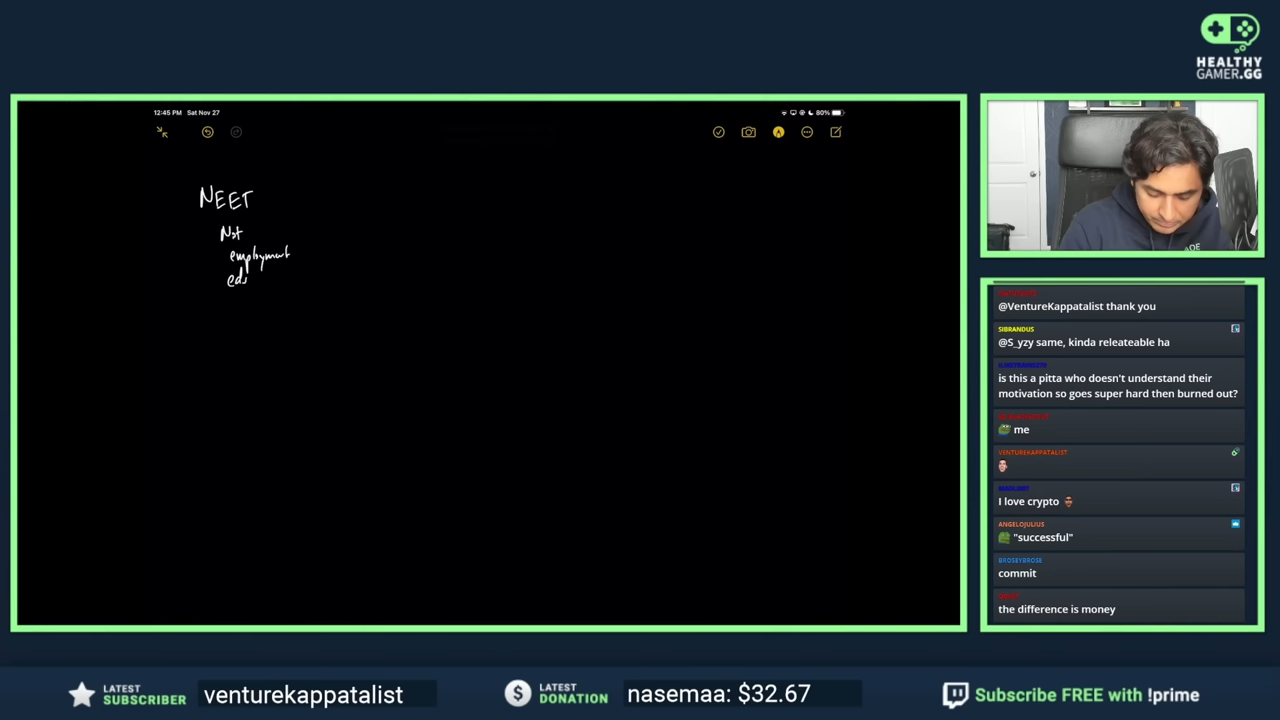 HEALTHY
GAMER.GG
12:45 PM Sat Nov 27
80%
NEET
Not
employment
edu
@VentureKappatalist thank you
SIBRANDUS
@S_yzy same, kinda releateable ha
is this a pitta who doesn't understand their
motivation so goes super hard then burned out?
me
VENTUREKAPPATALIST
I love crypto
ANGELOJULIUS
"successful"
BROSEYBROSE
commit
the difference is money
LATEST
SUBSCRIBER
venturekappatalist
LATEST
DONATION
nasemaa: $32.67
Subscribe FREE with !prime